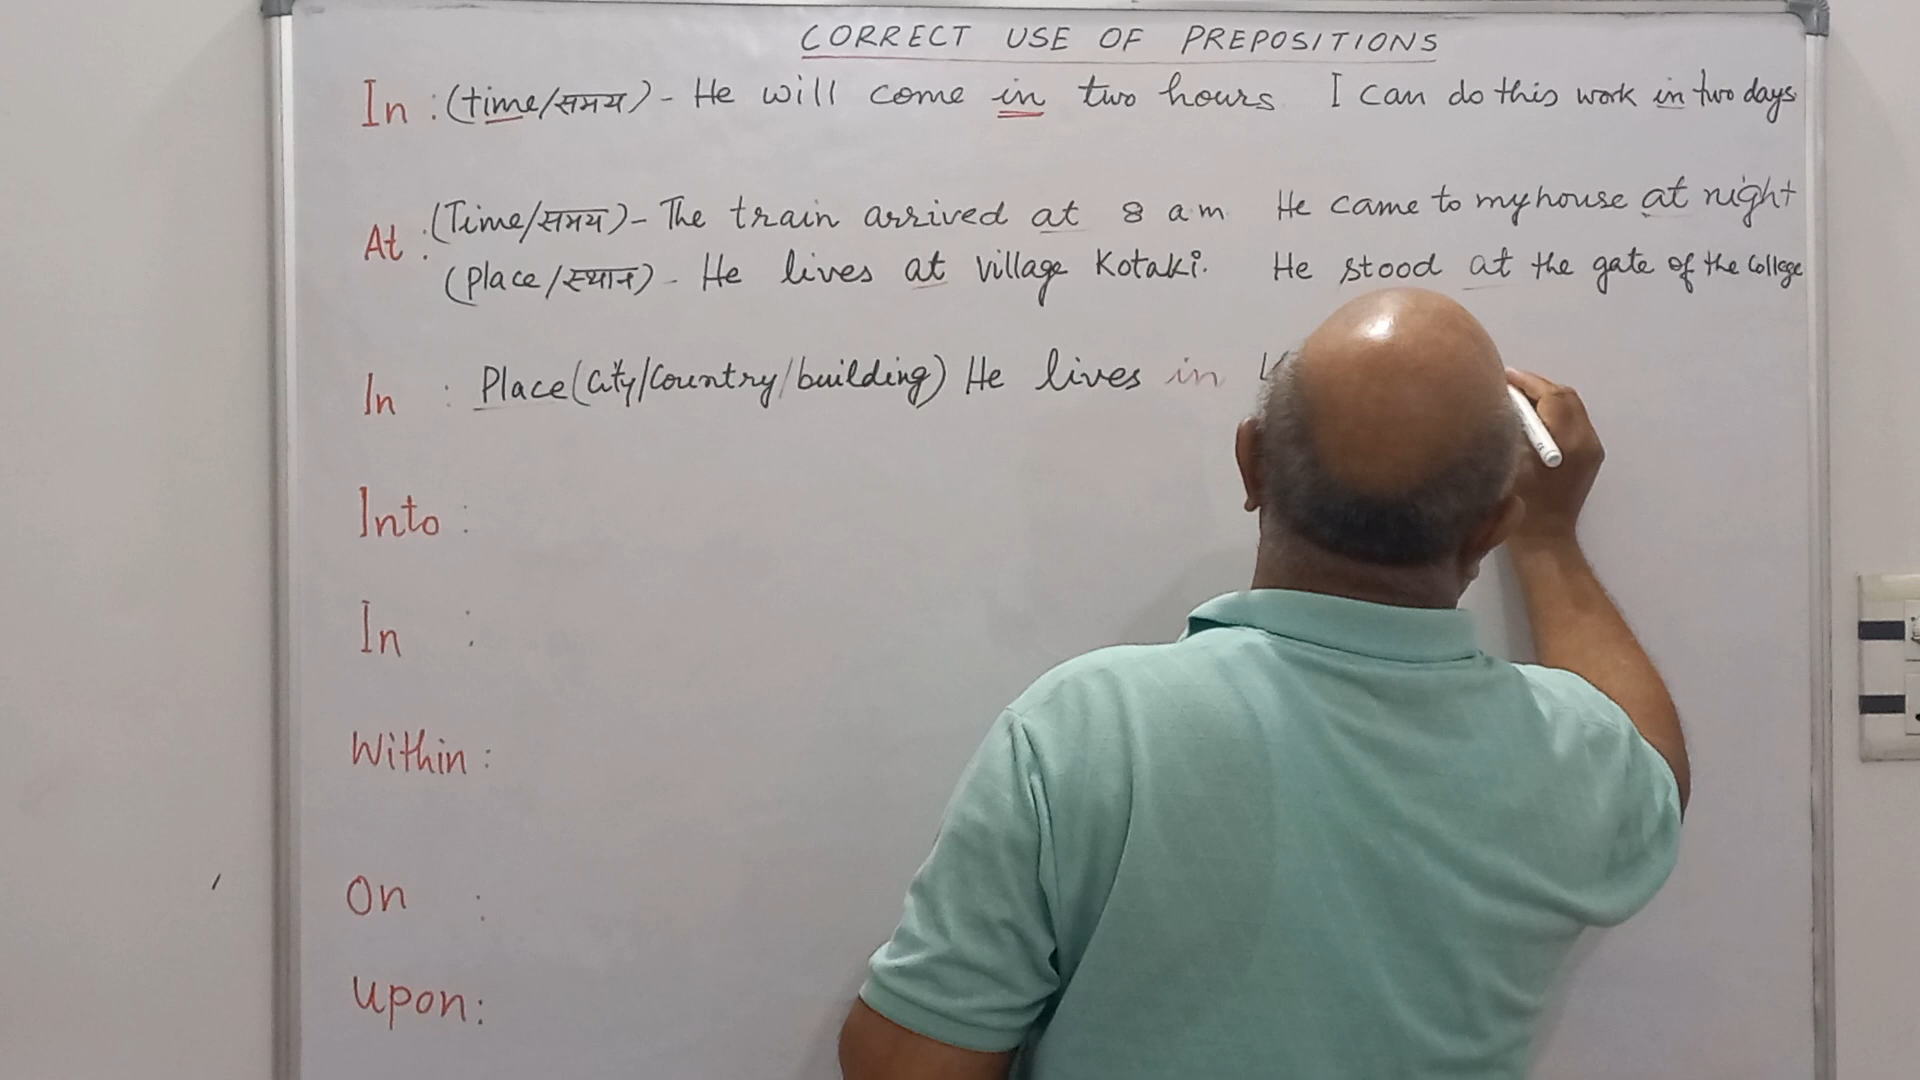 CORRECT USE OF PREPOSITIONS
In : (time/समय) - He will come in two hours I can do this work in two days
At : (Time/समय) - The train arrived at 8 am He came to my house at night
(Place/स्थान) - He lives at village Kotaki. He stood at the gate of the College
In : Place (City/Country/building) He lives in
Into :
In :
Within :
On :
Upon :